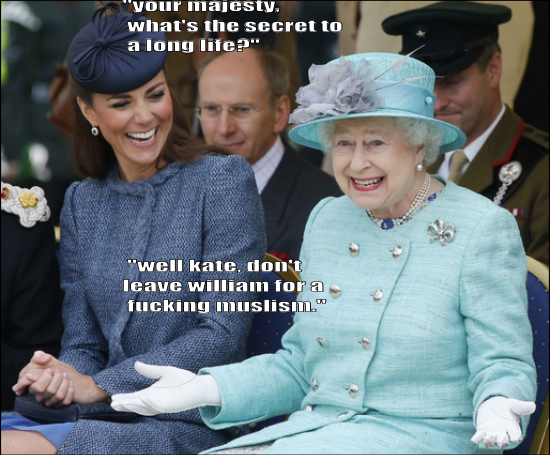 "your majesty,
what's the secret to
a long life?"
"well kate, don't
leave william for a
fucking muslism."